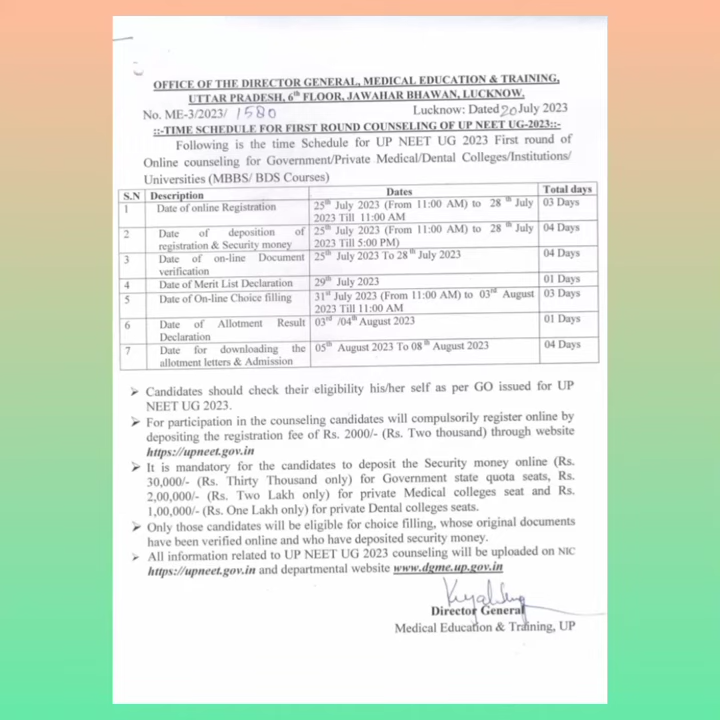 OFFICE OF THE DIRECTOR GENERAL, MEDICAL EDUCATION & TRAINING,
UTTAR PRADESH, 6th FLOOR, JAWAHAR BHAWAN, LUCKNOW,
No. ME-3/2023/ 1580 Lucknow: Dated 20 July 2023
::-TIME SCHEDULE FOR FIRST ROUND COUNSELING OF UP NEET UG-2023::-
Following is the time Schedule for UP NEET UG 2023 First round of
Online counseling for Government/Private Medical/Dental Colleges/Institutions/
Universities (MBBS/ BDS Courses)
S.N Description Dates Total days
1 Date of online Registration 25th July 2023 (From 11:00 AM) to 28 th July 03 Days
2023 Till 11:00 AM
2 Date of deposition of 25th July 2023 (From 11:00 AM) to 28 th July 04 Days
registration & Security money 2023 Till 5:00 PM)
3 Date of on-line Document 25th July 2023 To 28 th July 2023 04 Days
verification
4 Date of Merit List Declaration 29th July 2023 01 Days
5 Date of On-line Choice filling 31st July 2023 (From 11:00 AM) to 03rd August 03 Days
2023 Till 11:00 AM
6 Date of Allotment Result 03rd /04th August 2023 01 Days
Declaration
7 Date for downloading the 05th August 2023 To 08th August 2023 04 Days
allotment letters & Admission
➢ Candidates should check their eligibility his/her self as per GO issued for UP
NEET UG 2023.
➢ For participation in the counseling candidates will compulsorily register online by
depositing the registration fee of Rs. 2000/- (Rs. Two thousand) through website
https://upneet.gov.in
➢ It is mandatory for the candidates to deposit the Security money online (Rs.
30,000/- (Rs. Thirty Thousand only) for Government state quota seats, Rs.
2,00,000/- (Rs. Two Lakh only) for private Medical colleges seat and Rs.
1,00,000/- (Rs. One Lakh only) for private Dental colleges seats.
➢ Only those candidates will be eligible for choice filling, whose original documents
have been verified online and who have deposited security money.
➢ All information related to UP NEET UG 2023 counseling will be uploaded on NIC
https://upneet.gov.in and departmental website www.dgme.up.gov.in
Director General
Medical Education & Training, UP